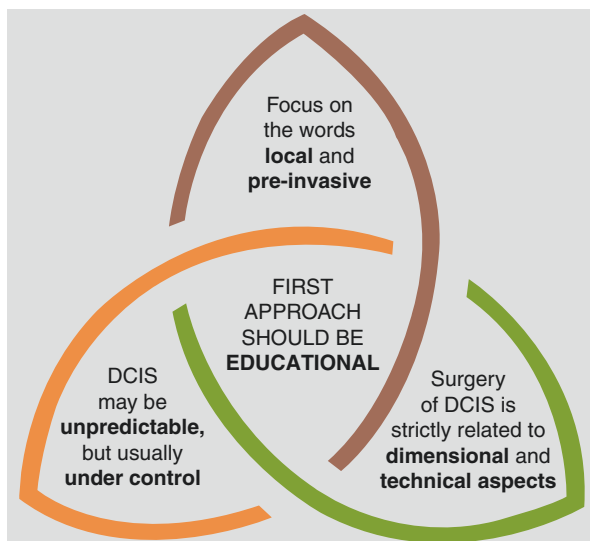 Focus on
the words
local and
pre-invasive
FIRST
APPROACH
SHOULD BE
EDUCATIONAL
DCIS
may be
unpredictable,
but usually
under control
Surgery
of DCIS is
strictly related to
dimensional and
technical aspects